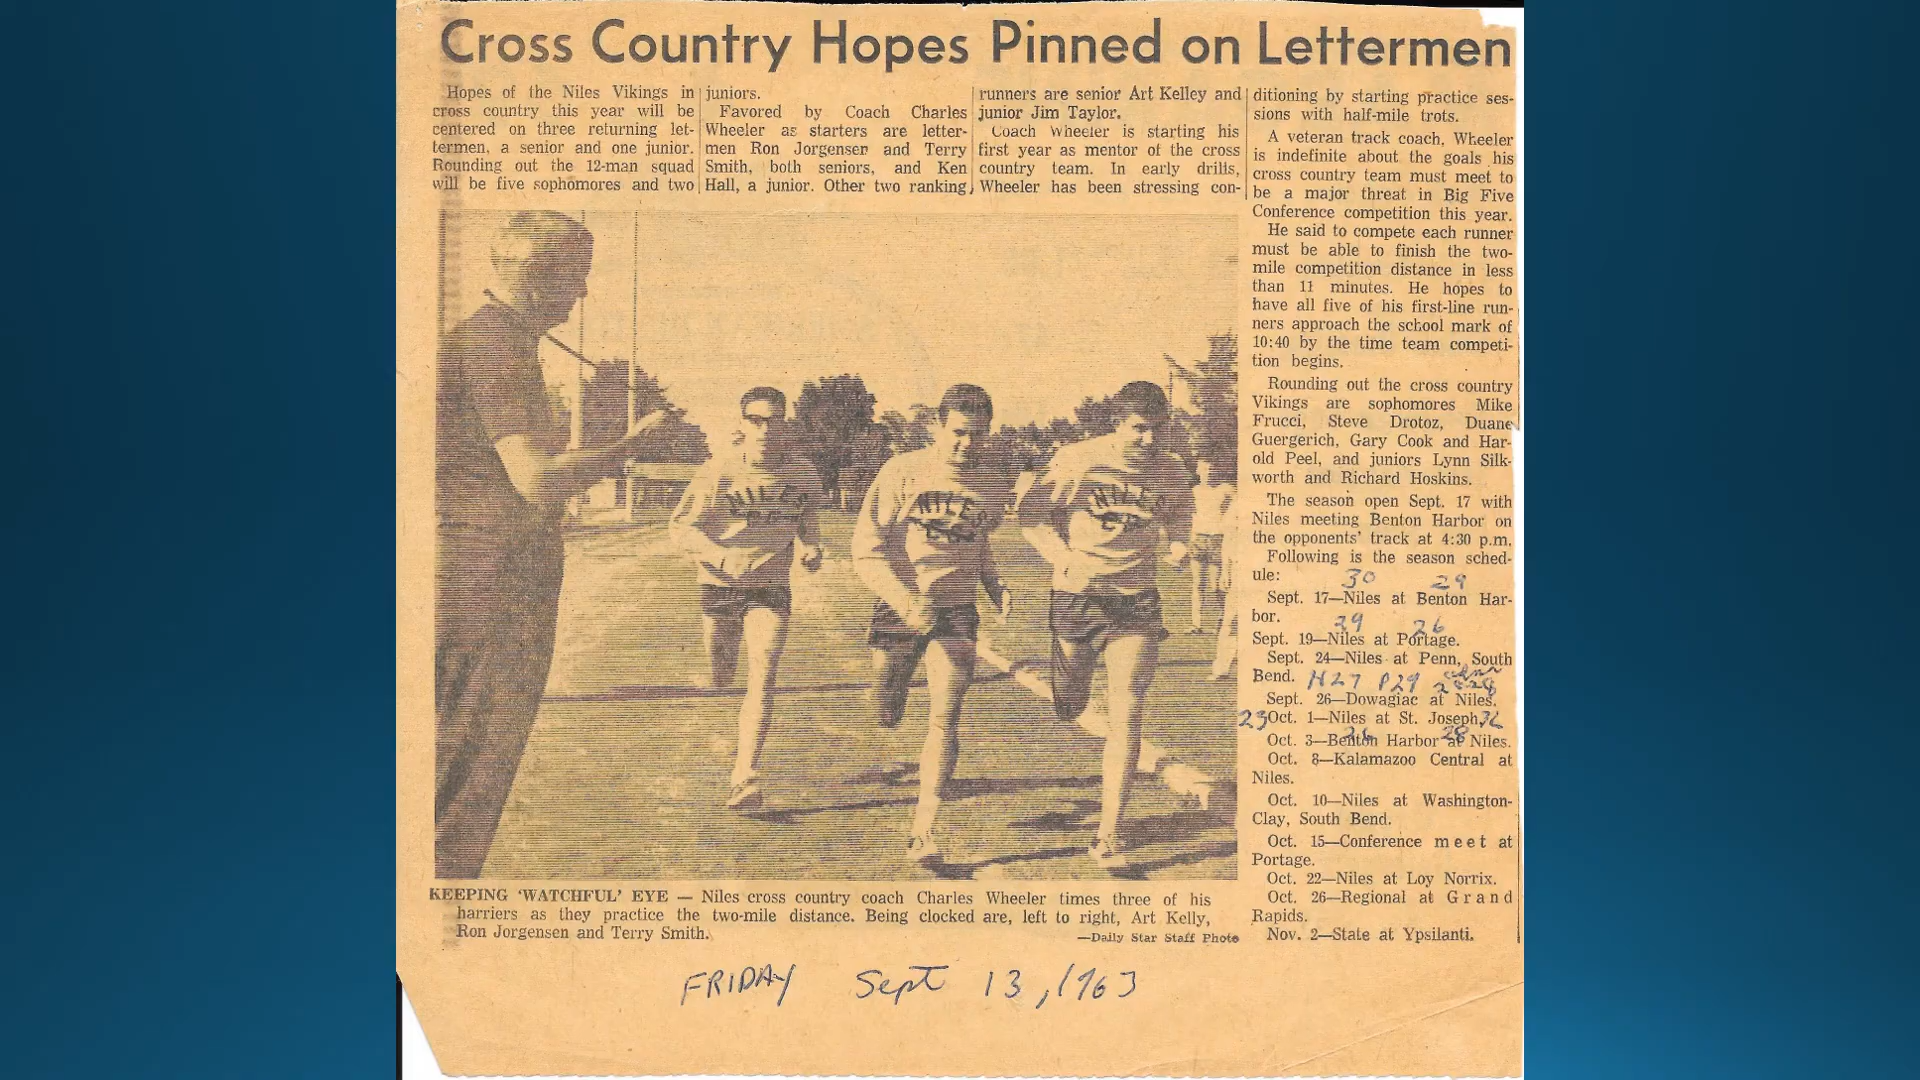 Cross Country Hopes Pinned on Lettermen
Hopes of the Niles Vikings in
cross country this year will be
centered on three returning let-
termen, a senior and one junior.
Rounding out the 12-man squad
will be five sophomores and two
juniors.
Favored by Coach Charles
Wheeler as starters are letter-
men Ron Jorgensen and Terry
Smith, both seniors, and Ken
Hall, a junior. Other two ranking
runners are senior Art Kelley and
junior Jim Taylor.
Coach Wheeler is starting his
first year as mentor of the cross
country team. In early drills,
Wheeler has been stressing con-
ditioning by starting practice ses-
sions with half-mile trots.
A veteran track coach, Wheeler
is indefinite about the goals his
cross country team must meet to
be a major threat in Big Five
Conference competition this year.
He said to compete each runner
must be able to finish the two-
mile competition distance in less
than 11 minutes. He hopes to
have all five of his first-line run-
ners approach the school mark of
10:40 by the time team competi-
tion begins.
Rounding out the cross country
Vikings are sophomores Mike
Frucci, Steve Drotoz, Duane
Guergerich, Gary Cook and Har-
old Peel, and juniors Lynn Silk-
worth and Richard Hoskins.
The season open Sept. 17 with
Niles meeting Benton Harbor on
the opponents' track at 4:30 p.m.
Following is the season sched-
ule:
30 29
Sept. 17—Niles at Benton Har-
bor.
29 26
Sept. 19—Niles at Portage.
Sept. 24—Niles at Penn, South
Bend. N27 P29
Sept. 26—Dowagiac at Niles.
23 Oct. 1—Niles at St. Joseph.
26 28
Oct. 3—Benton Harbor at Niles.
Oct. 8—Kalamazoo Central at
Niles.
Oct. 10—Niles at Washington-
Clay, South Bend.
Oct. 15—Conference meet at
Portage.
Oct. 22—Niles at Loy Norrix.
Oct. 26—Regional at Grand
Rapids.
Nov. 2—State at Ypsilanti.
NILES
NILES
C C
NILES
C C
KEEPING 'WATCHFUL' EYE — Niles cross country coach Charles Wheeler times three of his
harriers as they practice the two-mile distance. Being clocked are, left to right, Art Kelly,
Ron Jorgensen and Terry Smith.
—Daily Star Staff Photo
FRIDAY Sept 13, 1963